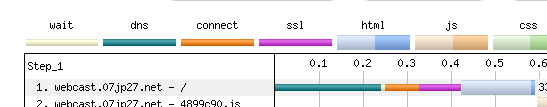 wait dns connect ssl html js css
Step_1 0.1 0.2 0.3 0.4 0.5 0.6
1. webcast.07jp27.net - /
2. webcast.07jp27.net - 4899c90.js